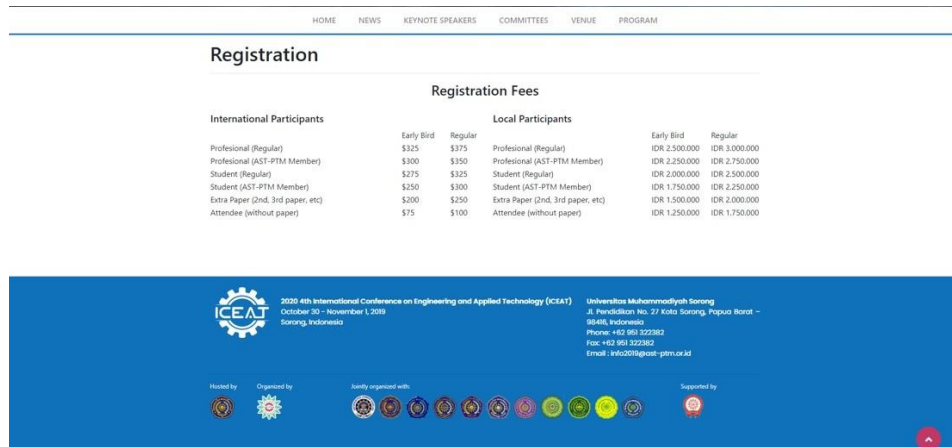 HOME NEWS KEYNOTE SPEAKERS COMMITTEES VENUE PROGRAM
Registration
Registration Fees
International Participants
Early Bird Regular
Profesional (Regular) $325 $375
Profesional (AST-PTM Member) $300 $350
Student (Regular) $275 $325
Student (AST-PTM Member) $250 $300
Extra Paper (2nd, 3rd paper, etc) $200 $250
Attendee (without paper) $75 $100
Local Participants
Early Bird Regular
Profesional (Regular) IDR 2.500.000 IDR 3.000.000
Profesional (AST-PTM Member) IDR 2.250.000 IDR 2.750.000
Student (Regular) IDR 2.000.000 IDR 2.500.000
Student (AST-PTM Member) IDR 1.750.000 IDR 2.250.000
Extra Paper (2nd, 3rd paper, etc) IDR 1.500.000 IDR 2.000.000
Attendee (without paper) IDR 1.250.000 IDR 1.750.000
ICEAT
2020 4th International Conference on Engineering and Applied Technology (ICEAT)
October 30 - November 1, 2019
Sorong, Indonesia
Universitas Muhammadiyah Sorong
Jl. Pendidikan No. 27 Kota Sorong, Papua Barat –
98416, Indonesia
Phone: +62 951 322382
Fax: +62 951 322382
Email : info2019@ast-ptm.or.id
Hosted by
Organized by
Jointly organized with:
Supported by